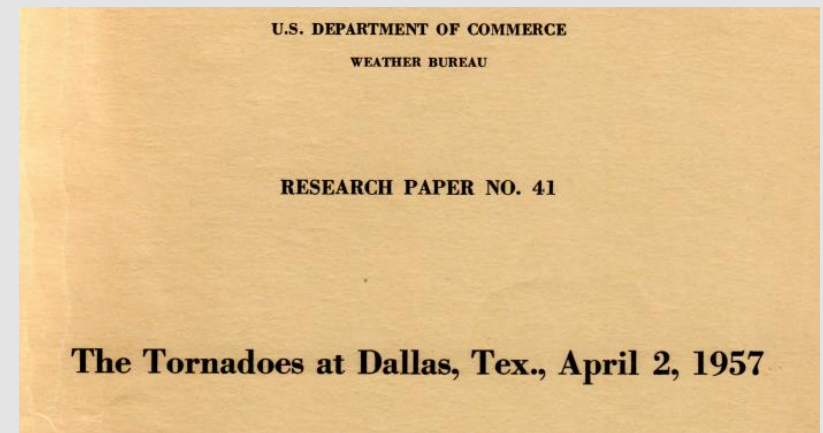 U.S. DEPARTMENT OF COMMERCE
WEATHER BUREAU
RESEARCH PAPER NO. 41
The Tornadoes at Dallas, Tex., April 2, 1957